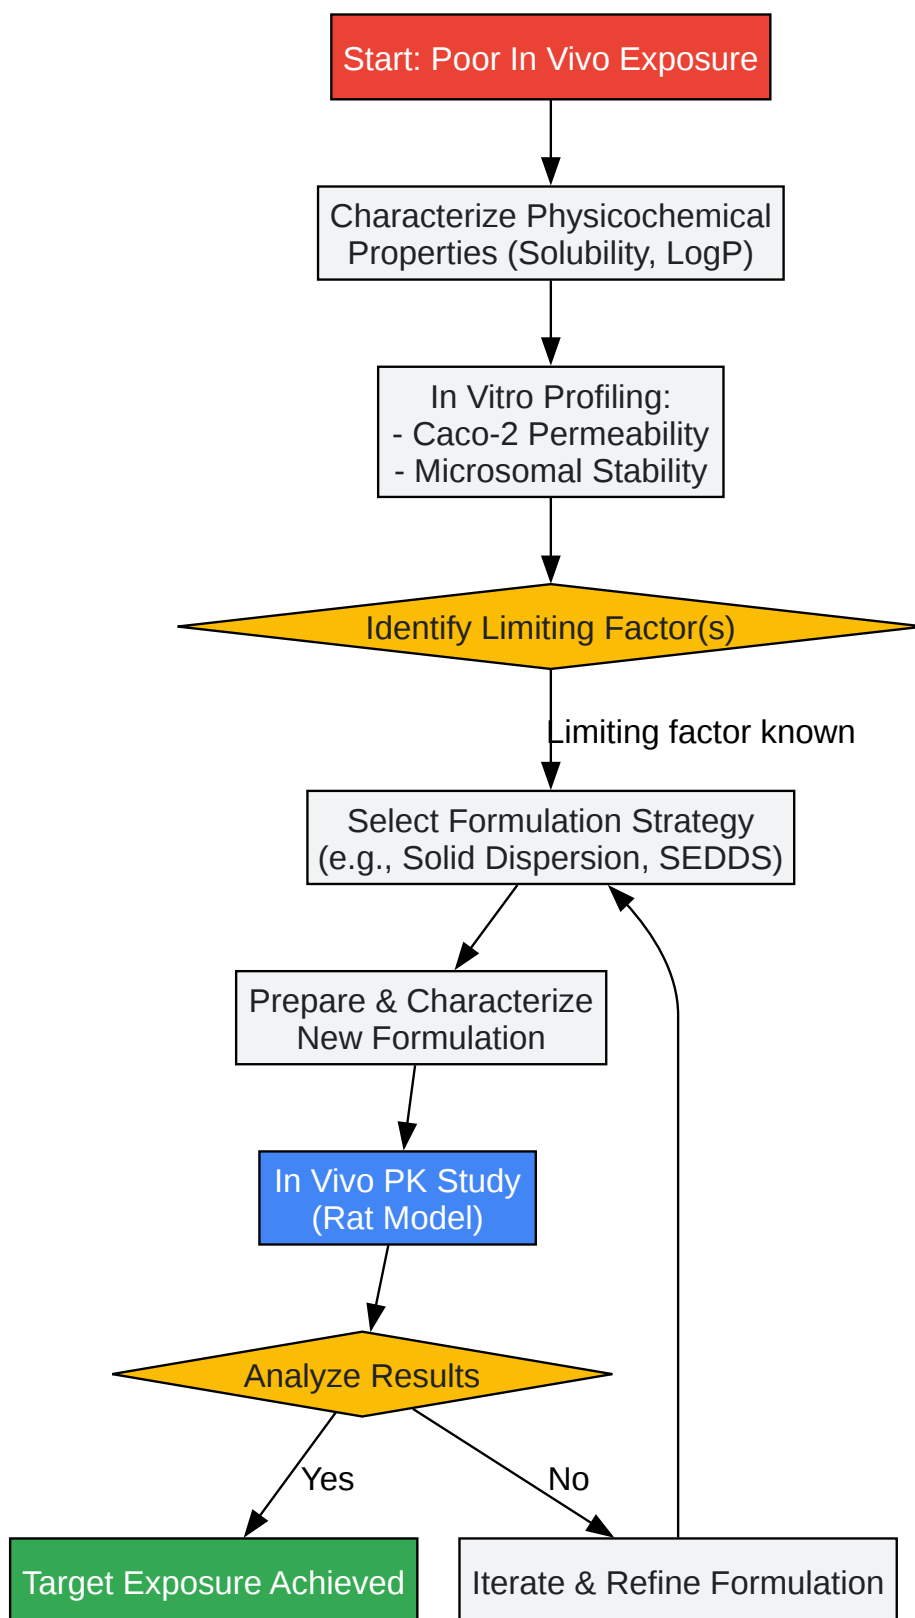 Start: Poor In Vivo Exposure
Characterize Physicochemical
Properties (Solubility, LogP)
In Vitro Profiling:
- Caco-2 Permeability
- Microsomal Stability
Identify Limiting Factor(s)
Limiting factor known
Select Formulation Strategy
(e.g., Solid Dispersion, SEDDS)
Prepare & Characterize
New Formulation
In Vivo PK Study
(Rat Model)
Analyze Results
Yes
No
Target Exposure Achieved
Iterate & Refine Formulation